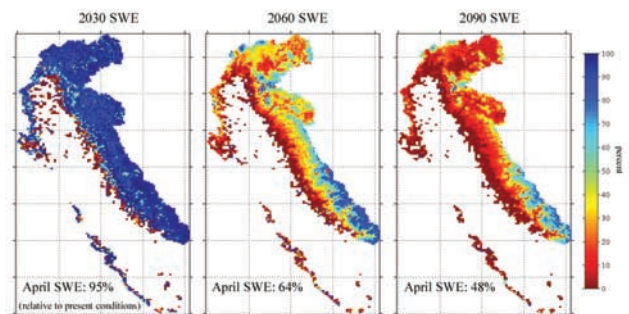 2030 SWE
2060 SWE
2090 SWE
April SWE: 95%
(relative to present conditions)
April SWE: 64%
April SWE: 48%
100
90
80
70
60
50
40
30
20
10
0
percent